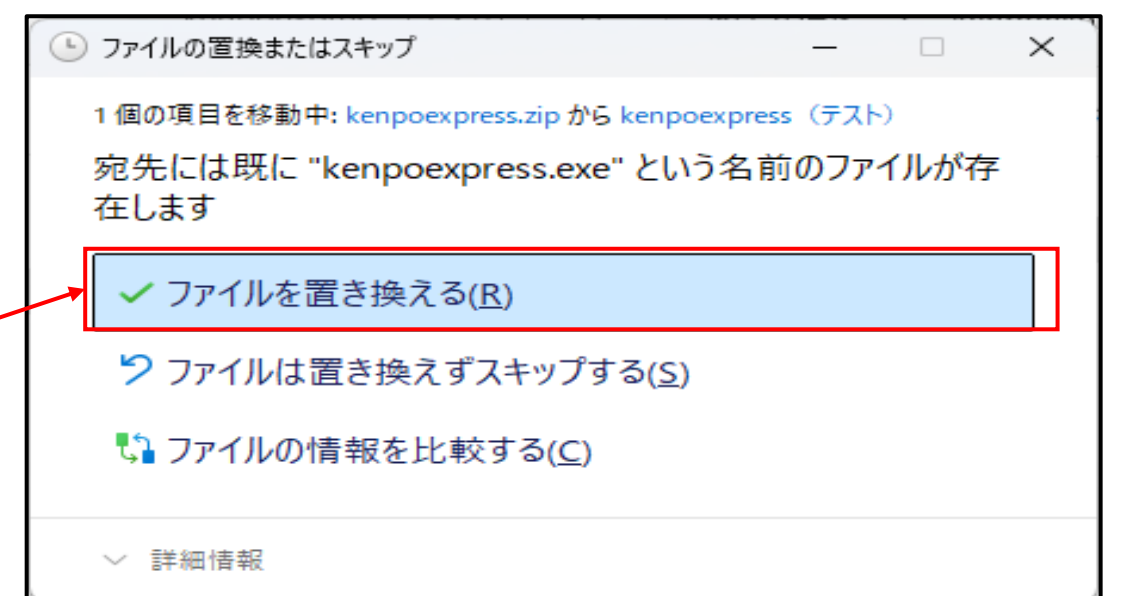 ファイルの置換またはスキップ
1 個の項目を移動中: kenpoexpress.zip から kenpoexpress（テスト）
宛先には既に "kenpoexpress.exe" という名前のファイルが存
在します
ファイルを置き換える(R)
ファイルは置き換えずスキップする(S)
ファイルの情報を比較する(C)
詳細情報